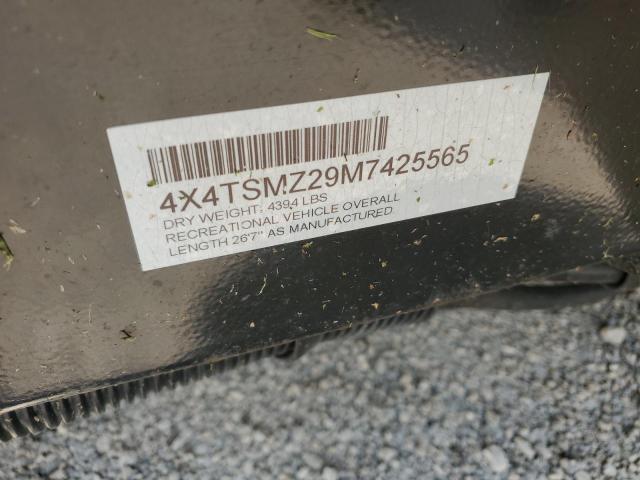 4X4TSMZ29M7425565
DRY WEIGHT: 4394 LBS
RECREATIONAL VEHICLE OVERALL
LENGTH 26'7" AS MANUFACTURED